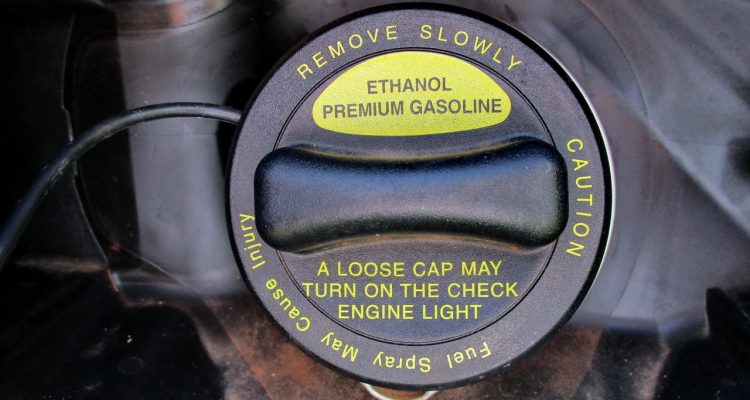 REMOVE SLOWLY
ETHANOL
PREMIUM GASOLINE
CAUTION
A LOOSE CAP MAY
TURN ON THE CHECK
ENGINE LIGHT
Fuel Spray May Cause Injury